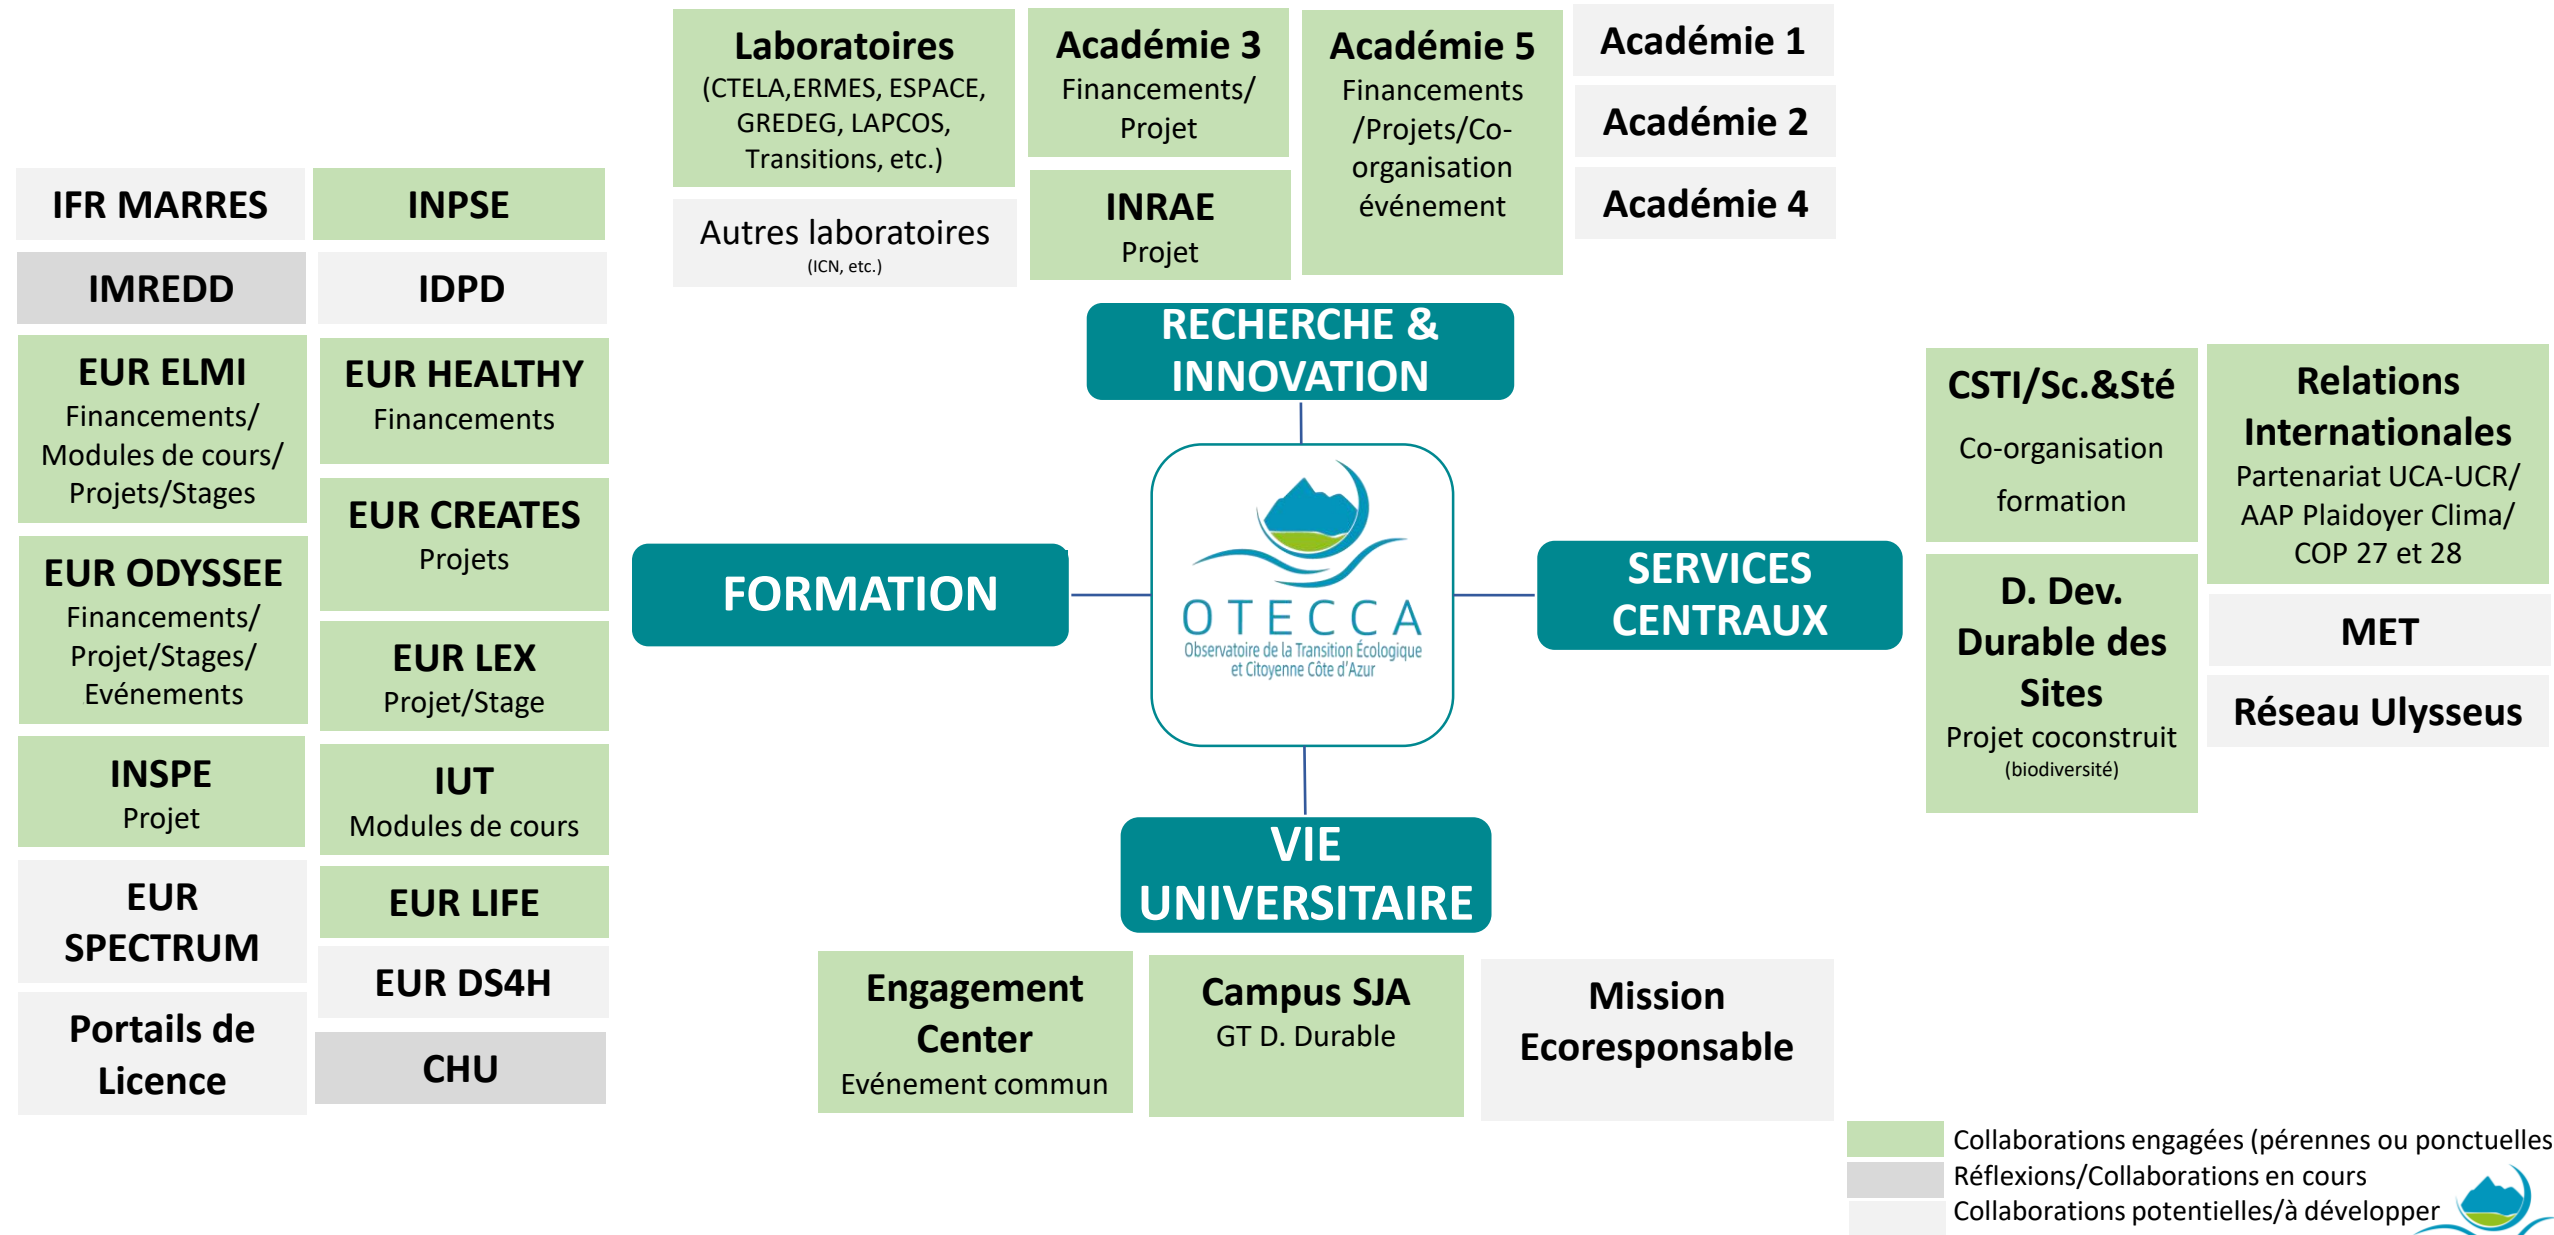 Laboratoires
(CTELA,ERMES, ESPACE,
GREDEG, LAPCOS,
Transitions, etc.)
Autres laboratoires
(ICN, etc.)
Académie 3
Financements/
Projet
INRAE
Projet
Académie 5
Financements
/Projets/Co-
organisation
événement
Académie 1
Académie 2
Académie 4
RECHERCHE &
INNOVATION
IFR MARRES
IMREDD
EUR ELMI
Financements/
Modules de cours/
Projets/Stages
EUR ODYSSEE
Financements/
Projet/Stages/
Evénements
INSPE
Projet
EUR
SPECTRUM
Portails de
Licence
INPSE
IDPD
EUR HEALTHY
Financements
EUR CREATES
Projets
EUR LEX
Projet/Stage
IUT
Modules de cours
EUR LIFE
EUR DS4H
CHU
FORMATION
OTECCA
Observatoire de la Transition Écologique
et Citoyenne Côte d'Azur
SERVICES
CENTRAUX
CSTI/Sc.&Sté
Co-organisation
formation
D. Dev.
Durable des
Sites
Projet coconstruit
(biodiversité)
Relations
Internationales
Partenariat UCA-UCR/
AAP Plaidoyer Clima/
COP 27 et 28
MET
Réseau Ulysseus
VIE
UNIVERSITAIRE
Engagement
Center
Evénement commun
Campus SJA
GT D. Durable
Mission
Ecoresponsable
Collaborations engagées (pérennes ou ponctuelles
Réflexions/Collaborations en cours
Collaborations potentielles/à développer